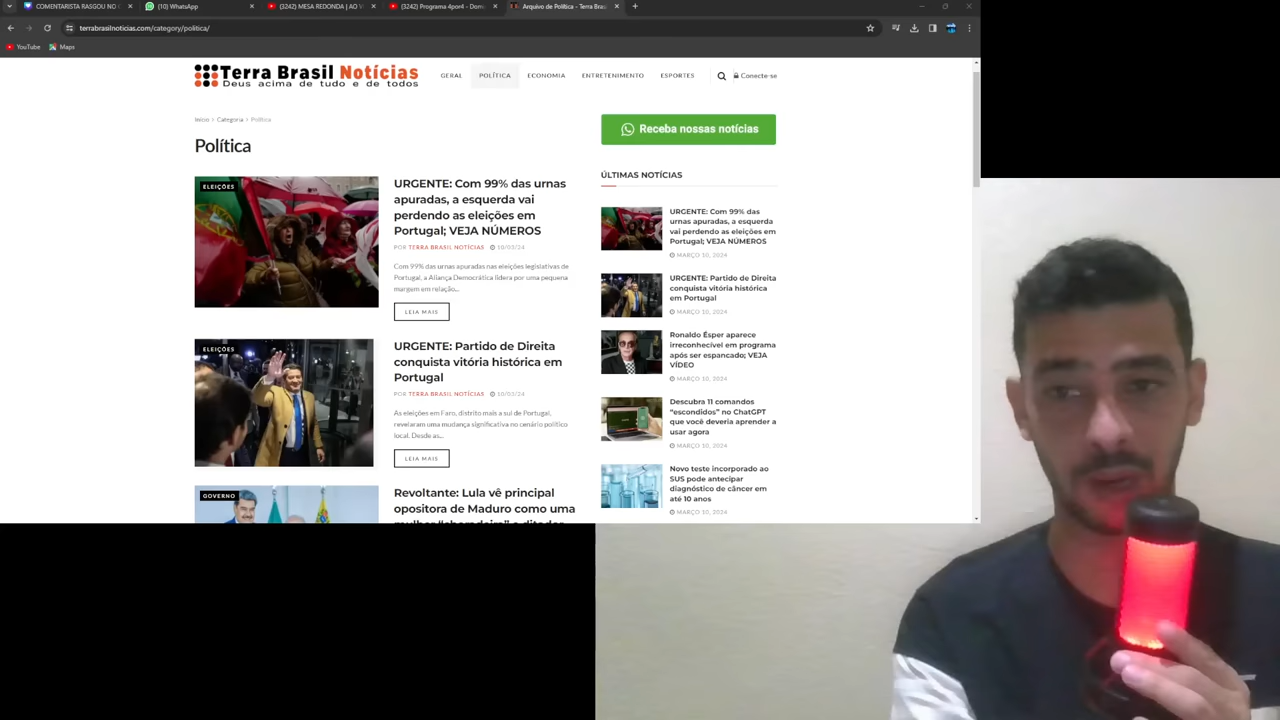 COMENTARISTA RASGOU NO
(10) WhatsApp
(3242) MESA REDONDA | AO V
(3242) Programa 4por4 - Dom
Arquivo de Política - Terra Bras
terrabrasilnoticias.com/category/politica/
YouTube
Maps
Terra Brasil Notícias
Deus acima de tudo e de todos
GERAL
POLÍTICA
ECONOMIA
ENTRETENIMENTO
ESPORTES
Conecte-se
Início > Categoria > Política
Política
ELEIÇÕES
URGENTE: Com 99% das urnas
apuradas, a esquerda vai
perdendo as eleições em
Portugal; VEJA NÚMEROS
POR TERRA BRASIL NOTÍCIAS 10/03/24
Com 99% das urnas apuradas nas eleições legislativas de
Portugal, a Aliança Democrática lidera por uma pequena
margem em relação...
LEIA MAIS
ELEIÇÕES
URGENTE: Partido de Direita
conquista vitória histórica em
Portugal
POR TERRA BRASIL NOTÍCIAS 10/03/24
As eleições em Faro, distrito mais a sul de Portugal,
revelaram uma mudança significativa no cenário político
local. Desde as...
LEIA MAIS
GOVERNO
Revoltante: Lula vê principal
opositora de Maduro como uma
mulher "choradeira" e ditador
Receba nossas notícias
ÚLTIMAS NOTÍCIAS
URGENTE: Com 99% das
urnas apuradas, a esquerda
vai perdendo as eleições em
Portugal; VEJA NÚMEROS
MARÇO 10, 2024
URGENTE: Partido de Direita
conquista vitória histórica
em Portugal
MARÇO 10, 2024
Ronaldo Ésper aparece
irreconhecível em programa
após ser espancado; VEJA
VÍDEO
MARÇO 10, 2024
Descubra 11 comandos
“escondidos” no ChatGPT
que você deveria aprender a
usar agora
MARÇO 10, 2024
Novo teste incorporado ao
SUS pode antecipar
diagnóstico de câncer em
até 10 anos
MARÇO 10, 2024